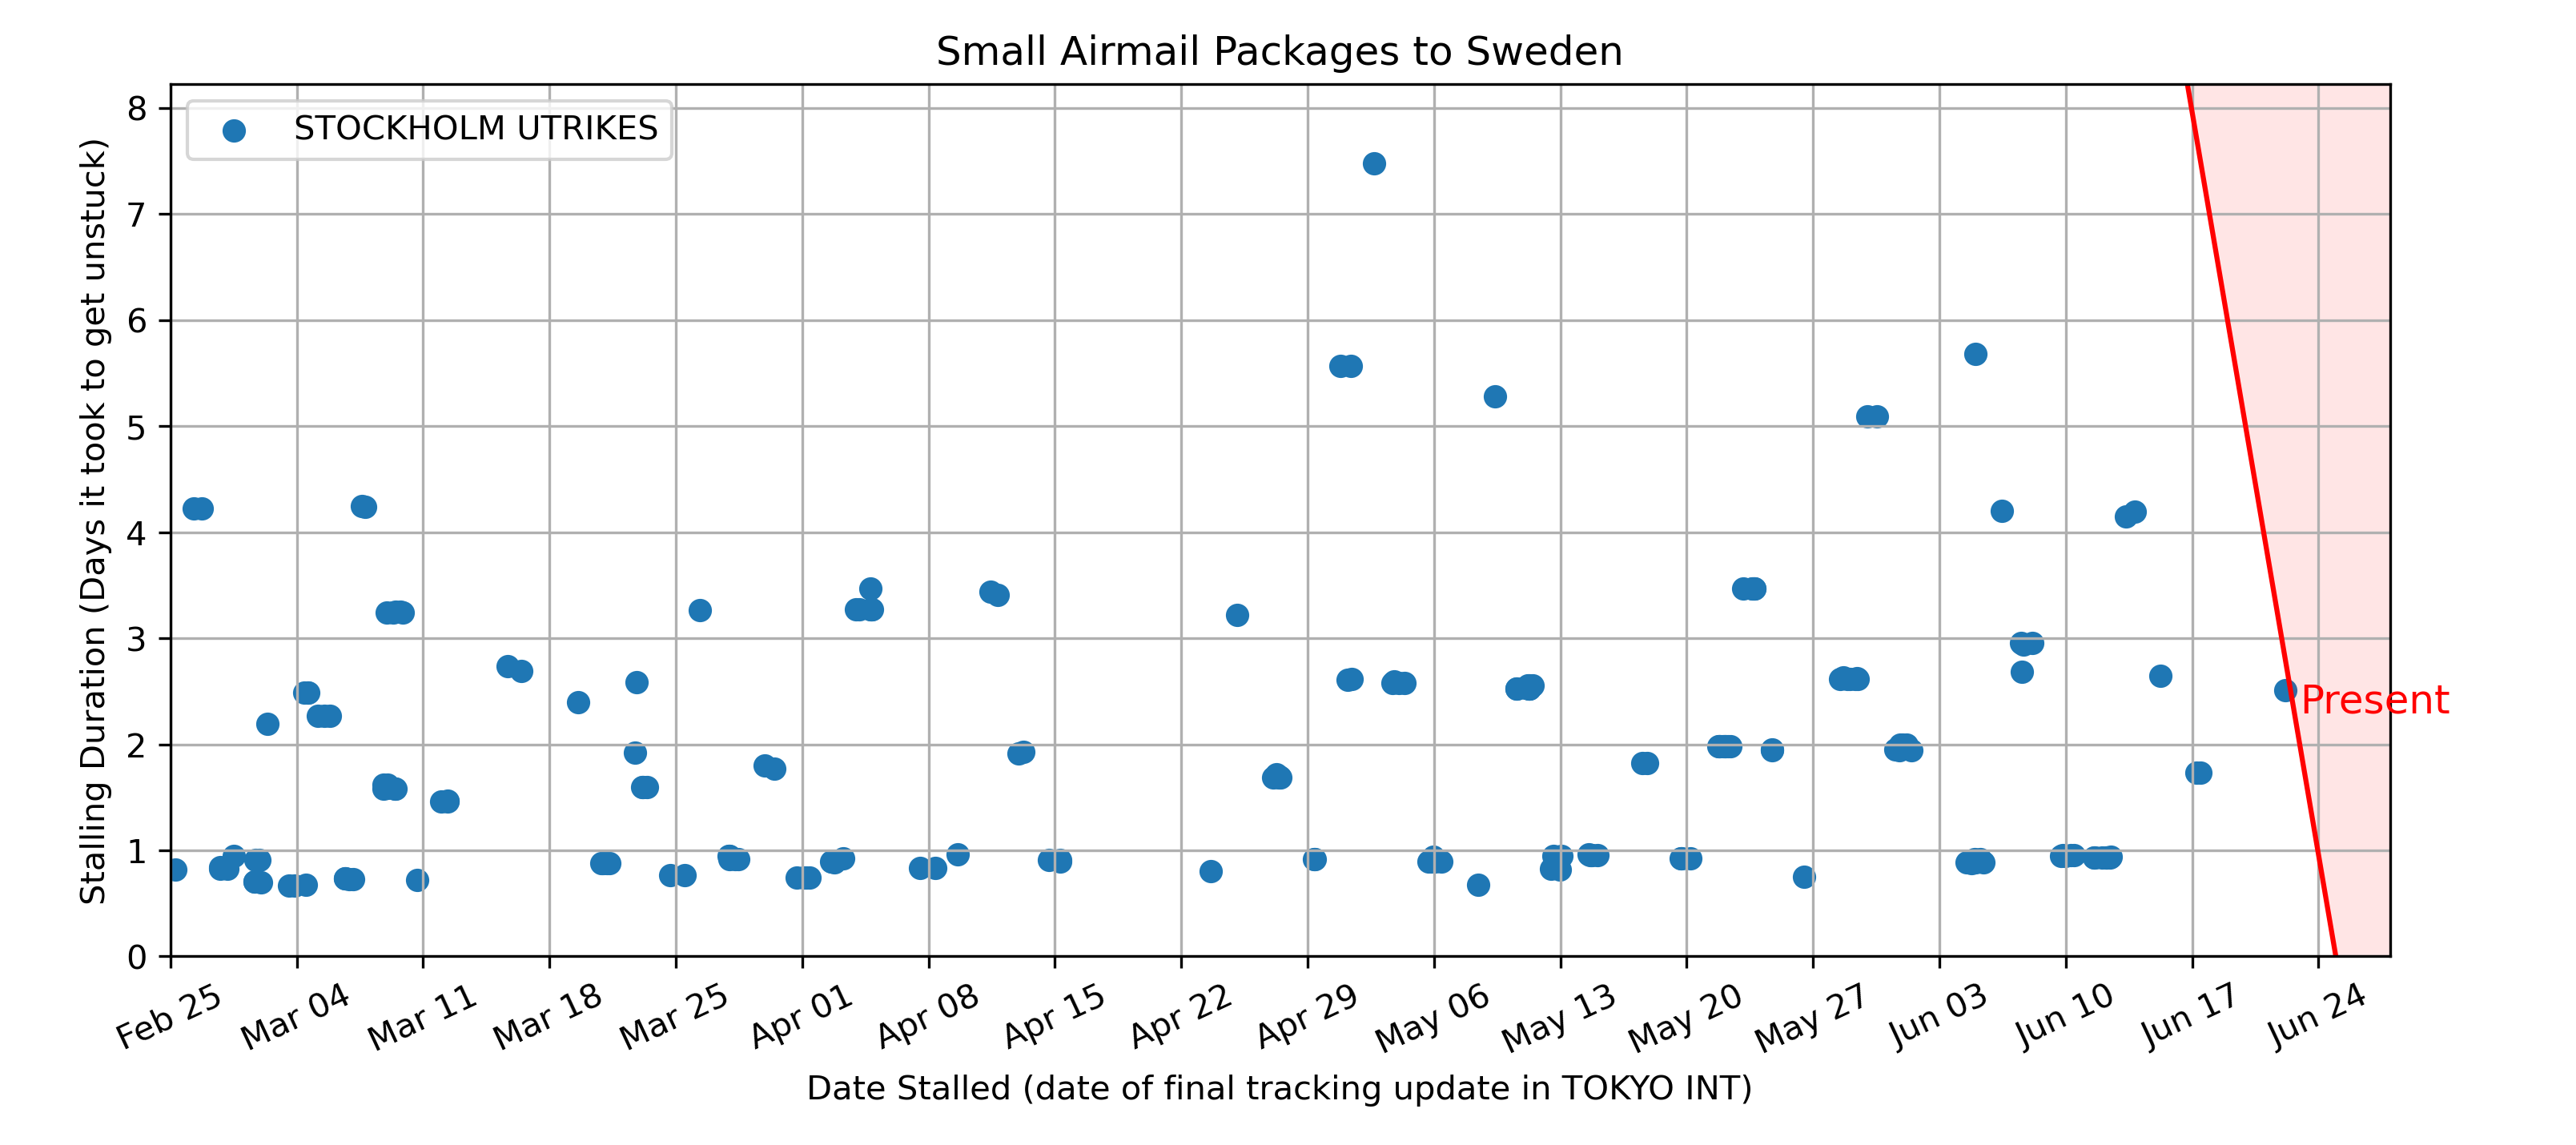 Small Airmail Packages to Sweden
STOCKHOLM UTRIKES
Stalling Duration (Days it took to get unstuck)
8
7
6
5
4
3
2
1
0
Present
Feb 25
Mar 04
Mar 11
Mar 18
Mar 25
Apr 01
Apr 08
Apr 15
Apr 22
Apr 29
May 06
May 13
May 20
May 27
Jun 03
Jun 10
Jun 17
Jun 24
Date Stalled (date of final tracking update in TOKYO INT)